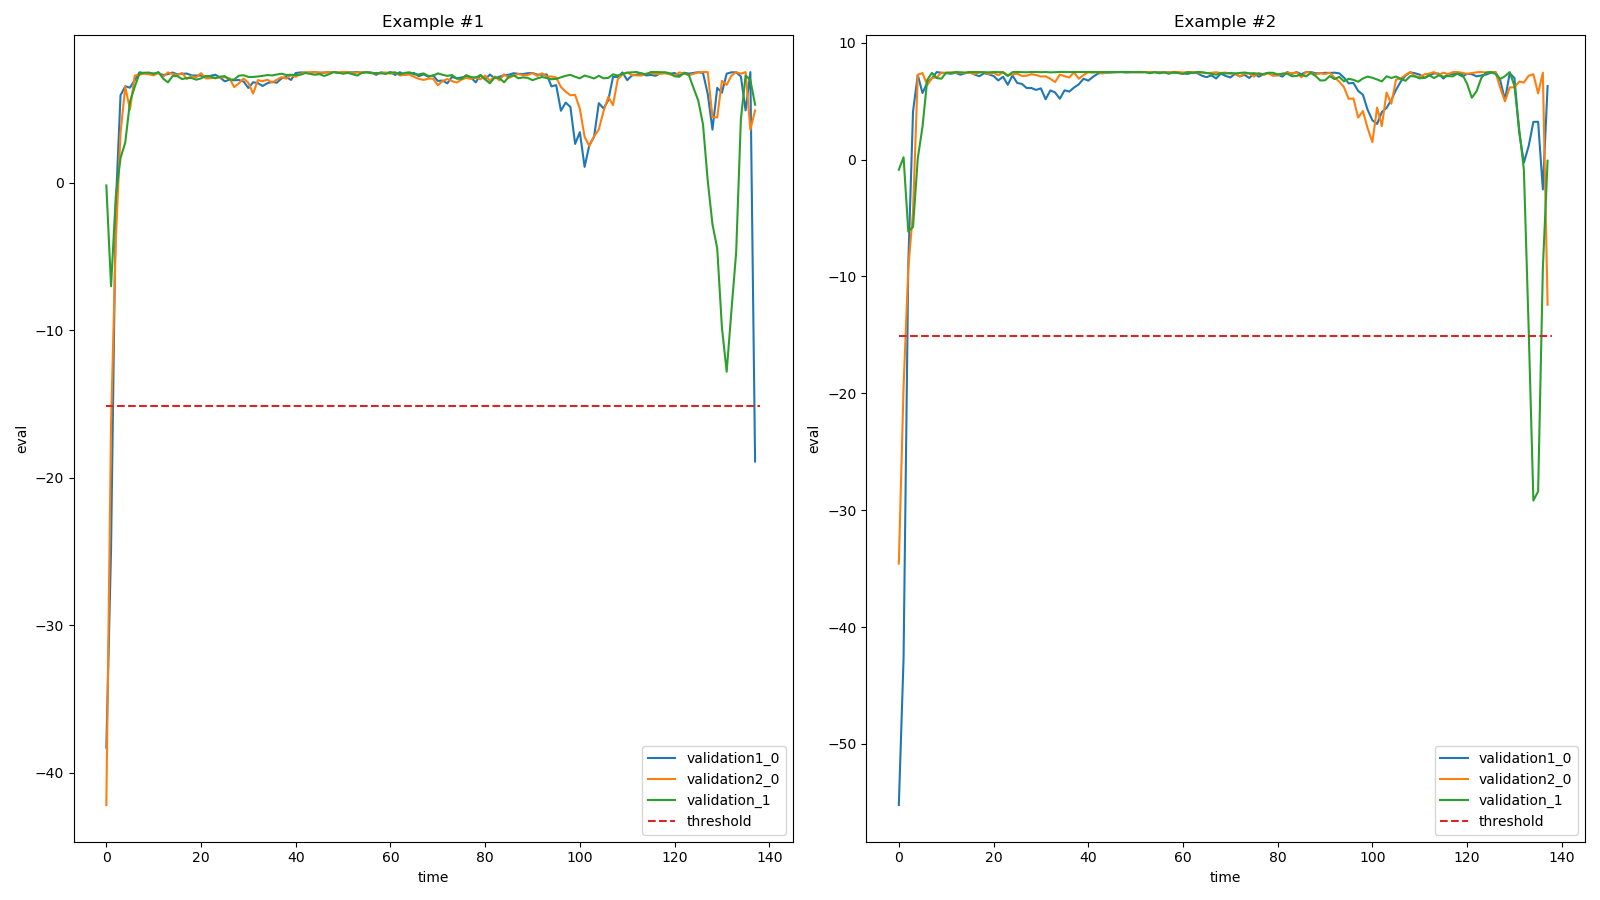 Example #1
eval
0
−10
−20
−30
−40
0 20 40 60 80 100 120 140
time
validation1_0
validation2_0
validation_1
threshold
Example #2
eval
10
0
−10
−20
−30
−40
−50
0 20 40 60 80 100 120 140
time
validation1_0
validation2_0
validation_1
threshold